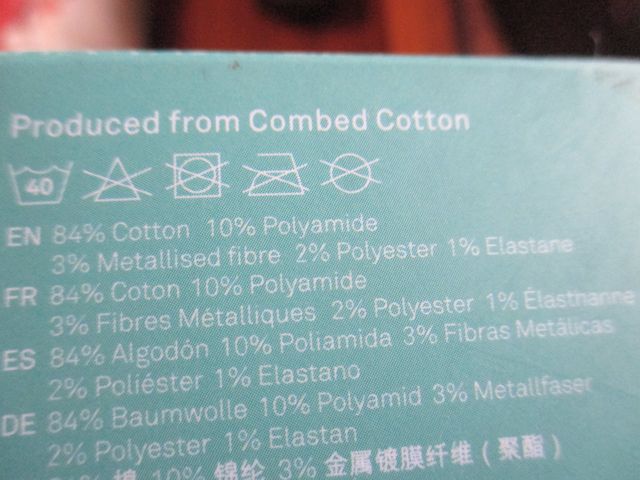 Produced from Combed Cotton
40
EN 84% Cotton 10% Polyamide
3% Metallised fibre 2% Polyester 1% Elastane
FR 84% Coton 10% Polyamide
3% Fibres Métalliques 2% Polyester 1% Élasthanne
ES 84% Algodón 10% Poliamida 3% Fibras Metálicas
2% Poliéster 1% Elastano
DE 84% Baumwolle 10% Polyamid 3% Metallfaser
2% Polyester 1% Elastan
84% 棉 10% 锦纶 3% 金属镀膜纤维（聚酯）